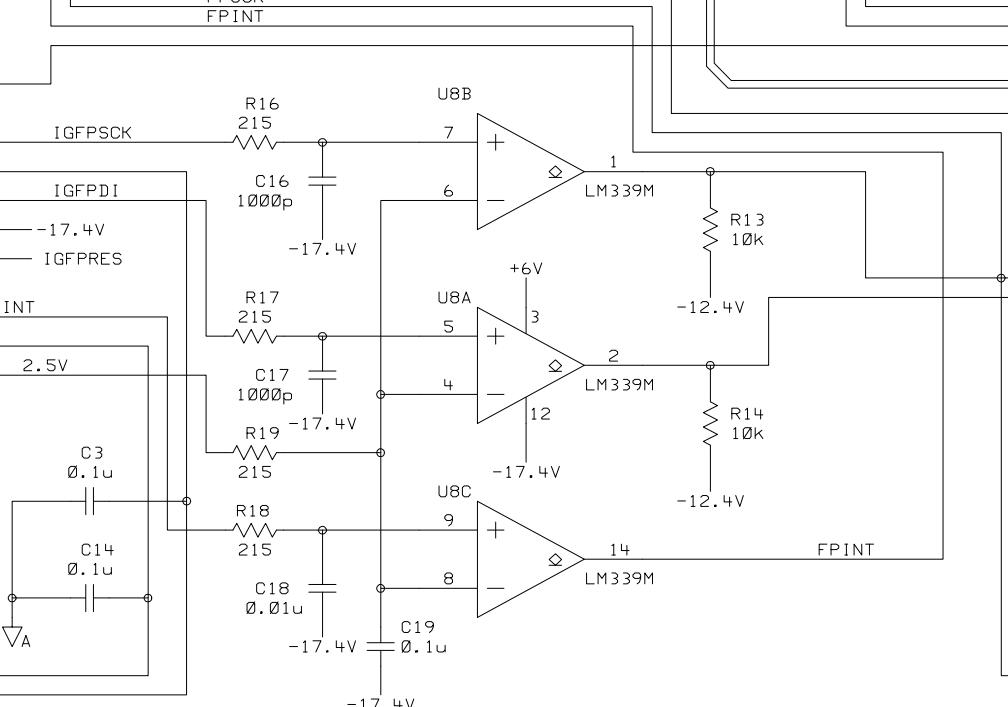 FPINT
U8B
R16
215
IGFPSCK
7
1
C16
1000p
IGFPDI
6
LM339M
-17.4V
-17.4V
R13
10k
IGFPRES
+6V
-12.4V
R17
215
U8A
3
INT
5
2
2.5V
C17
1000p
4
LM339M
12
R14
10k
-17.4V
R19
215
C3
0.1u
-17.4V
-12.4V
U8C
R18
215
9
C14
0.1u
14
FPINT
8
LM339M
C18
0.01u
C19
0.1u
-17.4V
A
-17.4V